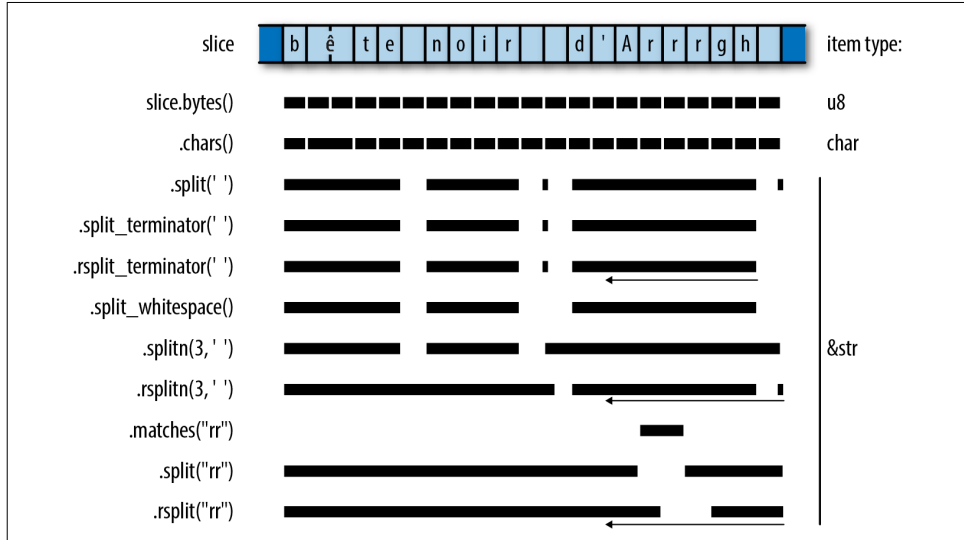 slice b ê t e n o i r d ' A r r r g h item type:
slice.bytes() u8
.chars() char
.split(' ')
.split_terminator(' ')
.rsplit_terminator(' ')
.split_whitespace()
.splitn(3, ' ') &str
.rsplitn(3, ' ')
.matches("rr")
.split("rr")
.rsplit("rr")